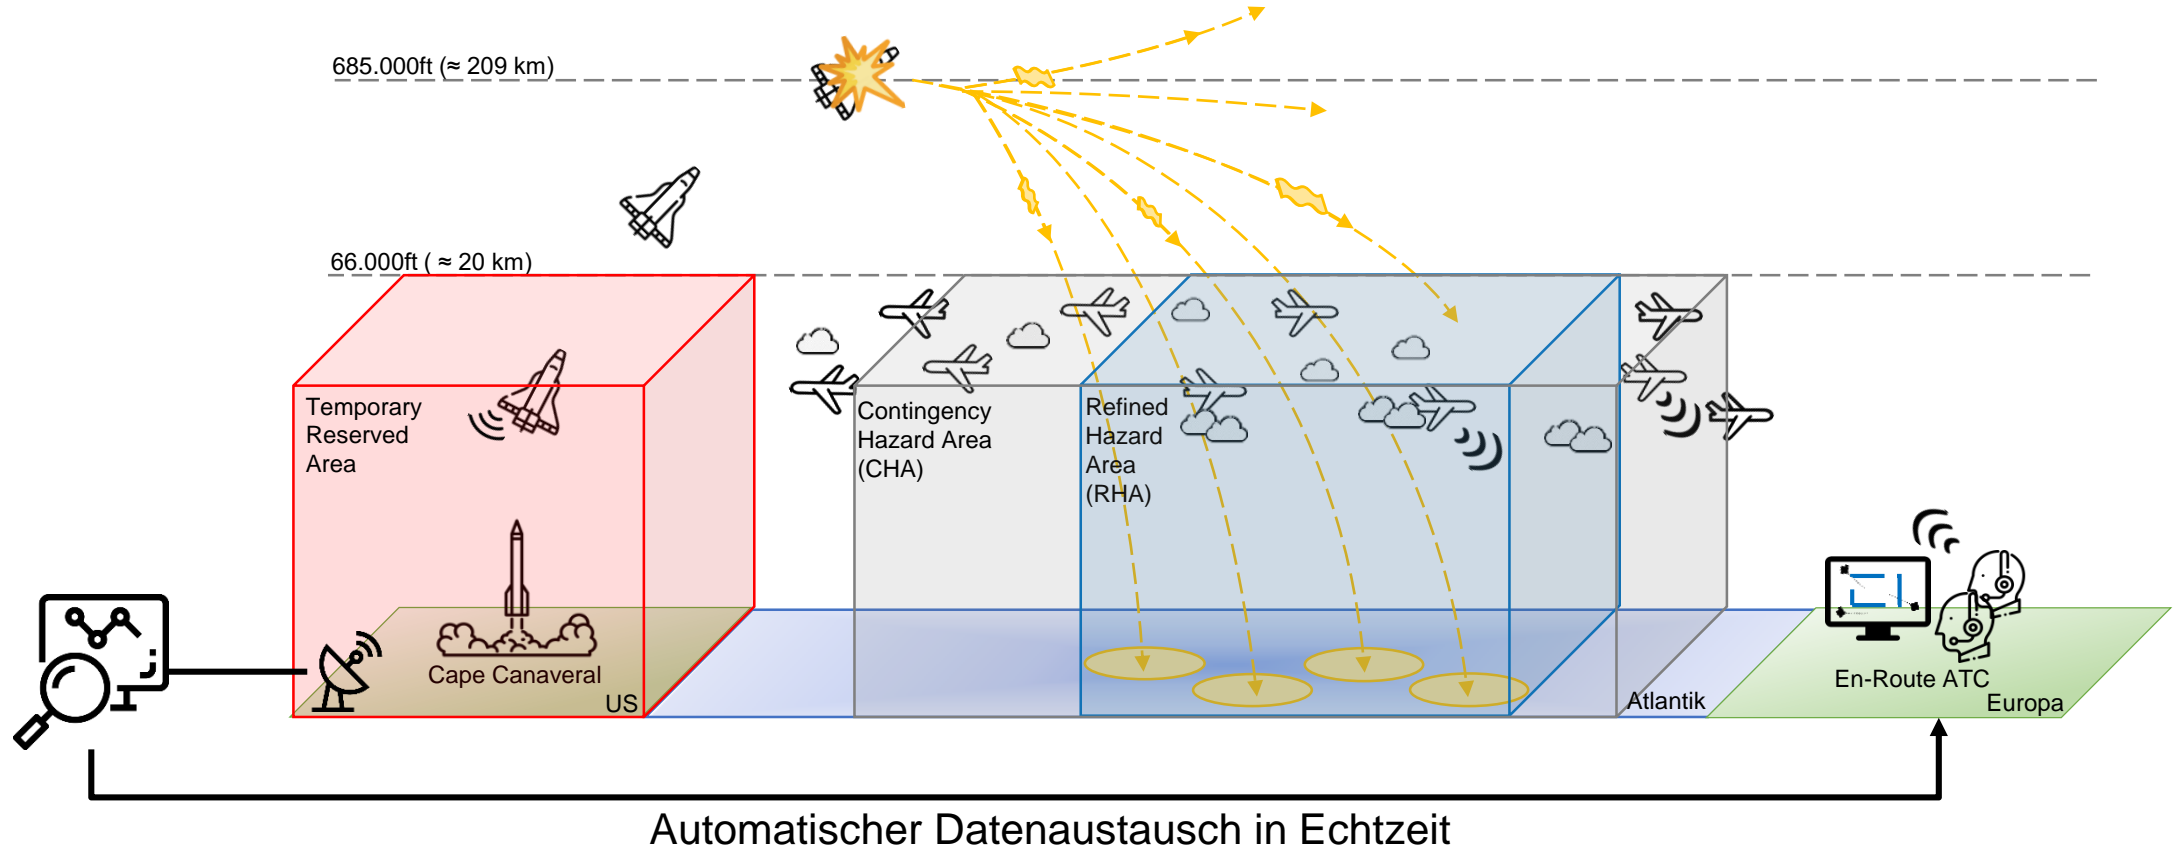 685.000ft (≈ 209 km)
66.000ft ( ≈ 20 km)
Temporary
Reserved
Area
Contingency
Hazard Area
(CHA)
Refined
Hazard
Area
(RHA)
Cape Canaveral
US
Atlantik
En-Route ATC
Europa
Automatischer Datenaustausch in Echtzeit